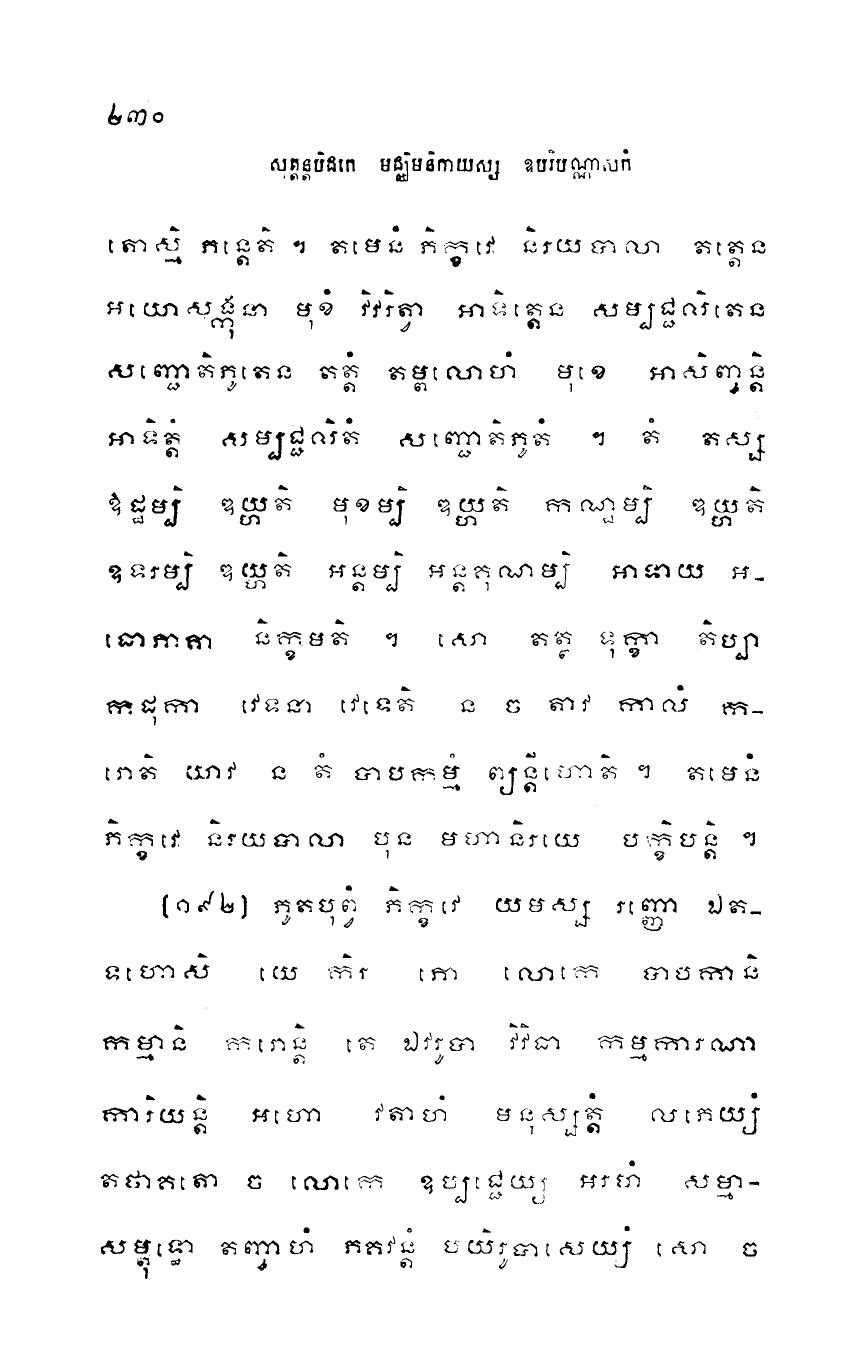 ២៣០
សុត្តន្តបិដកេ មជ្ឈិមនិកាយស្ស ឧបរិបណ្ណាសកំ
តោស្មិ ភន្តេតិ ។ តមេនំ ភិក្ខវេ និរយបាលា តត្តេន
អយោសង្កុនា មុខំ វិវរិត្វា អាទិត្តេន សម្បជ្ជលិតេន
សញ្ជោតិភូតេន តត្តំ តម្ពលោហំ មុខេ អាសិញ្ចន្តិ
អាទិត្តំ សម្បជ្ជលិតំ សញ្ជោតិភូតំ ។ តំ តស្ស
ឱដ្ឋម្បិ ឌយ្ហតិ មុខម្បិ ឌយ្ហតិ កណ្ឋម្បិ ឌយ្ហតិ
ឧទរម្បិ ឌយ្ហតិ អន្តម្បិ អន្តគុណម្បិ អាទាយ អ-
ធោភាគា និក្ខមតិ ។ សោ តត្ថ ទុក្ខា តិប្បា
កដុកា វេទនា វេទេតិ ន ច តាវ កាលំ ក-
រោតិ យាវ ន តំ បាបកម្មំ ព្យន្តីហោតិ ។ តមេនំ
ភិក្ខវេ និរយបាលា បុន មហានិរយេ បក្ខិបន្តិ ។
[១៩២] ភូតបុព្វំ ភិក្ខវេ យមស្ស រញ្ញោ ឯត-
ទហោសិ យេ កិរ ភោ លោកេ បាបកានិ
កម្មានិ ករោន្តិ តេ ឯវរូបា វិវិធា កម្មការណា
ការិយន្តិ អហោ វតាហំ មនុស្សត្តំ លភេយ្យំ
តថាគតោ ច លោកេ ឧប្បជ្ជេយ្យ អរហំ សម្មា-
សម្ពុទ្ធោ តញ្ចាហំ ភគវន្តំ បយិរូបាសេយ្យំ សោ ច